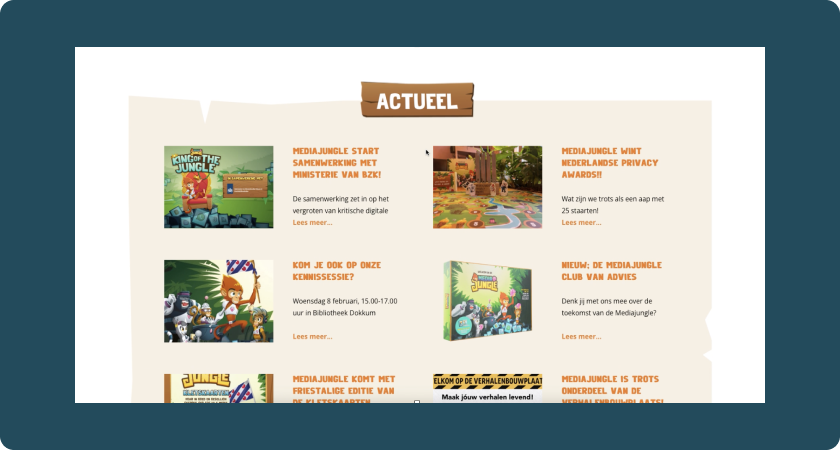 ACTUEEL
KING OF THE
JUNGLE
MEDIAJUNGLE START
SAMENWERKING MET
MINISTERIE VAN BZK!
De samenwerking zet in op het
vergroten van kritische digitale
Lees meer...
MEDIAJUNGLE WINT
NEDERLANDSE PRIVACY
AWARDS!!
Wat zijn we trots als een aap met
25 staarten!
Lees meer...
KOM JE OOK OP ONZE
KENNISSESSIE?
Woensdag 8 februari, 15.00-17.00
uur in Bibliotheek Dokkum
Lees meer...
JUNGLE
NIEUW; DE MEDIAJUNGLE
CLUB VAN ADVIES
Denk jij met ons mee over de
toekomst van de Mediajungle?
Lees meer...
JUNGLE
MEDIAJUNGLE KOMT MET
FRIESTALIGE EDITIE VAN
DE KLETSKAARTEN
ELKOM OP DE VERHALENBOUWPLAAT
Maak jóuw verhalen levend!
MEDIAJUNGLE IS TROTS
ONDERDEEL VAN DE
VERHALENBOUWPLAATS!